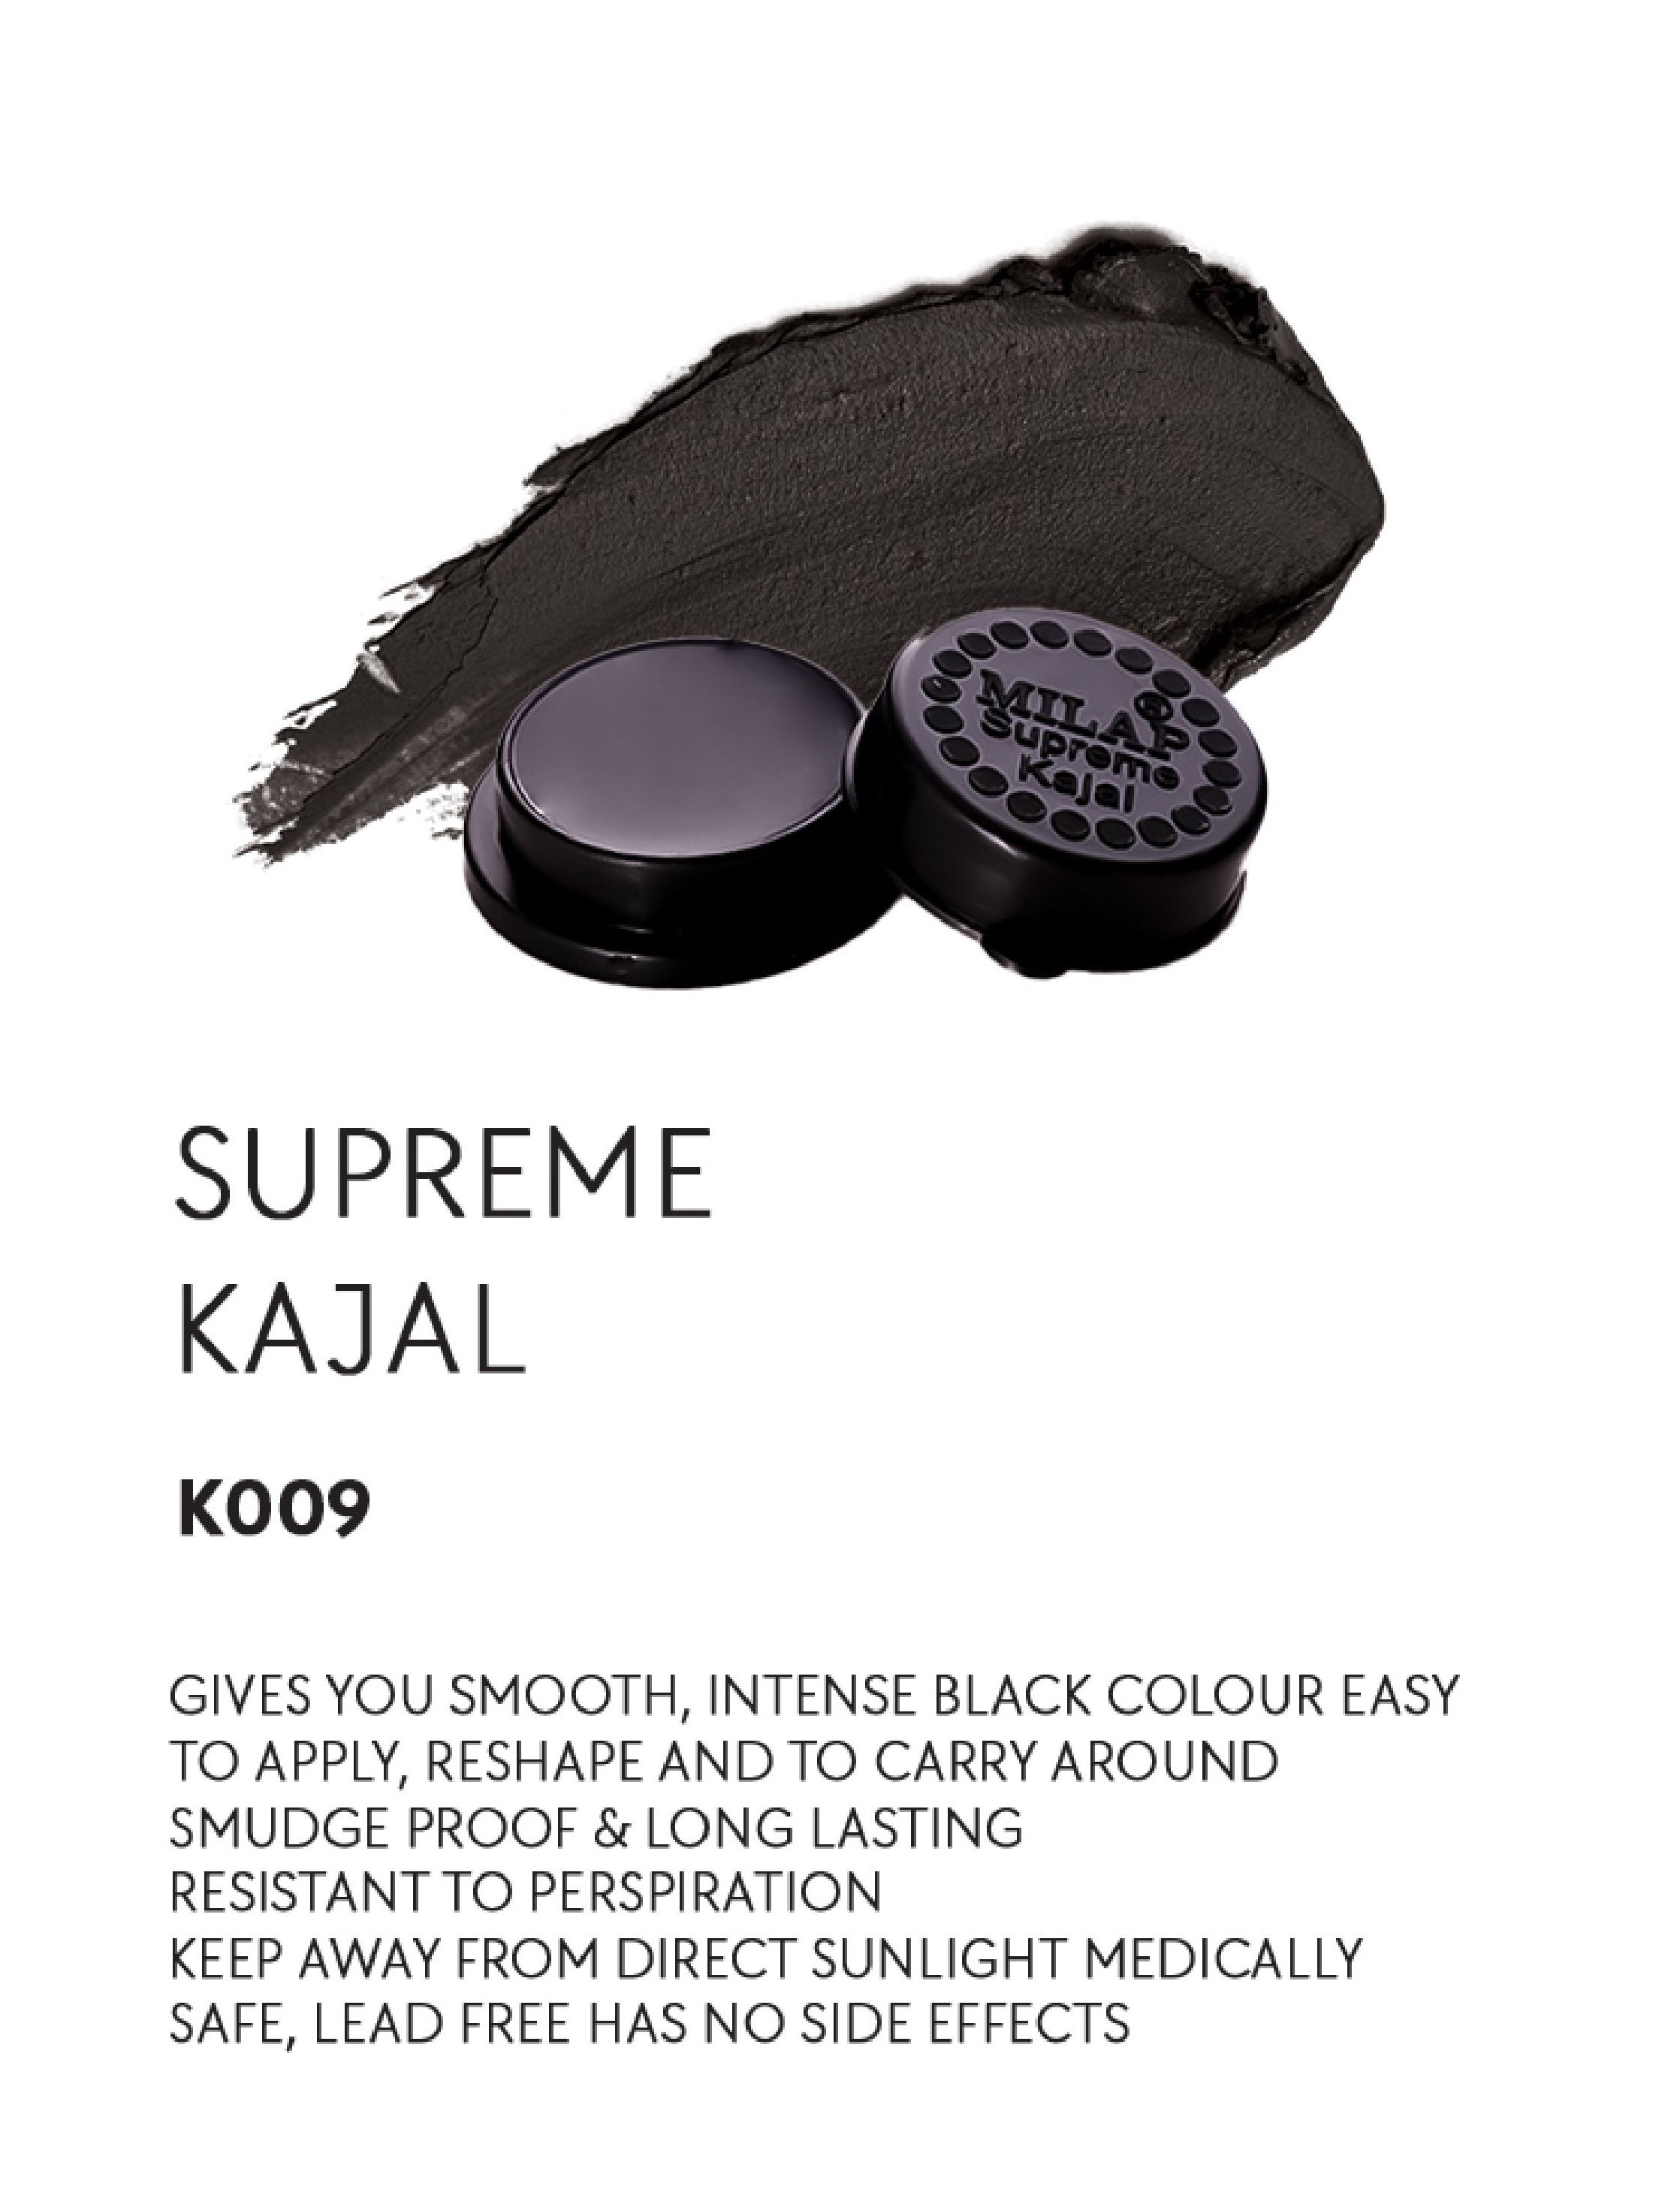 MILAP®
Supreme
Kajal
SUPREME
KAJAL
K009
GIVES YOU SMOOTH, INTENSE BLACK COLOUR EASY
TO APPLY, RESHAPE AND TO CARRY AROUND
SMUDGE PROOF & LONG LASTING
RESISTANT TO PERSPIRATION
KEEP AWAY FROM DIRECT SUNLIGHT MEDICALLY
SAFE, LEAD FREE HAS NO SIDE EFFECTS